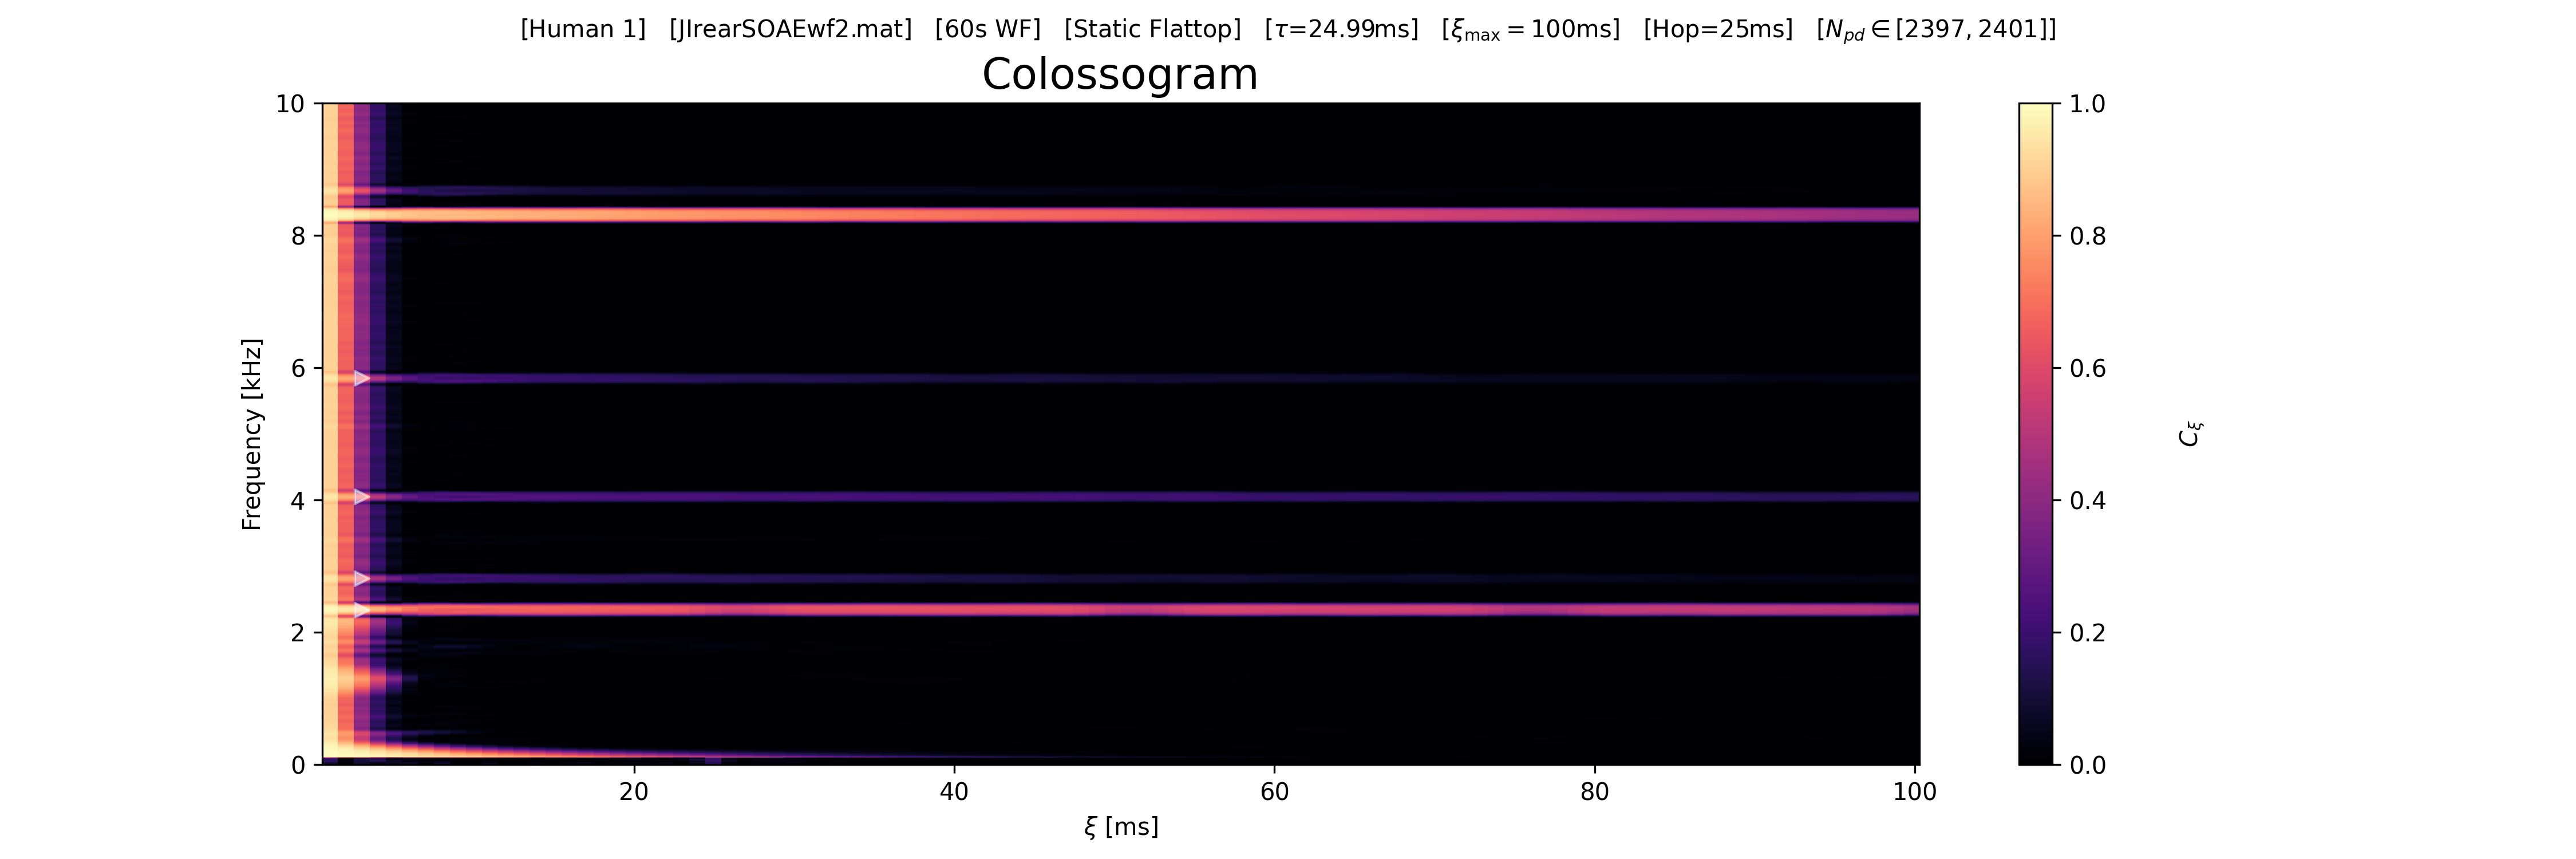 [Human 1] [JIrearSOAEwf2.mat] [60s WF] [Static Flattop] [τ=24.99ms] [ξmax = 100ms] [Hop=25ms] [Npd ∈ [2397, 2401]]
Colossogram
10
8
6
4
2
0
Frequency [kHz]
20 40 60 80 100
ξ [ms]
1.0
0.8
0.6
0.4
0.2
0.0
Cξ